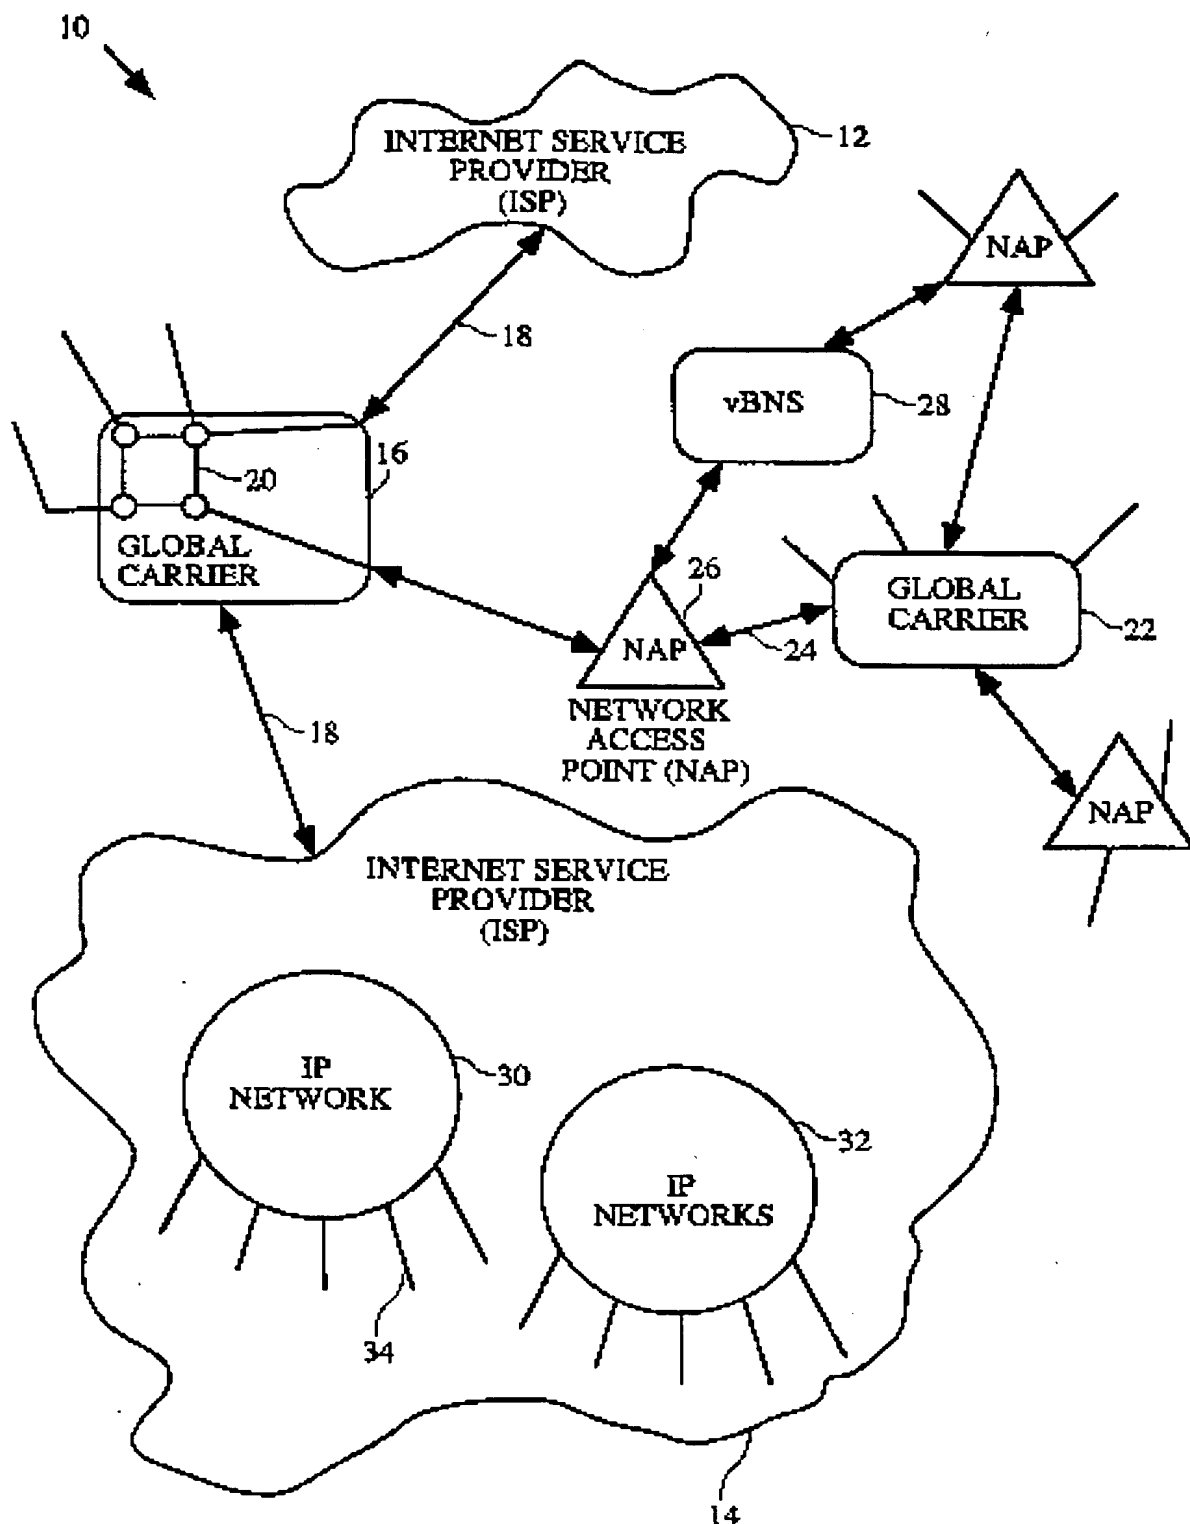 10
INTERNET SERVICE
PROVIDER
(ISP)
12
NAP
18
vBNS
28
16
20
GLOBAL
CARRIER
26
NAP
24
GLOBAL
CARRIER
22
NETWORK
ACCESS
POINT (NAP)
18
NAP
INTERNET SERVICE
PROVIDER
(ISP)
IP
NETWORK
30
32
IP
NETWORKS
34
14